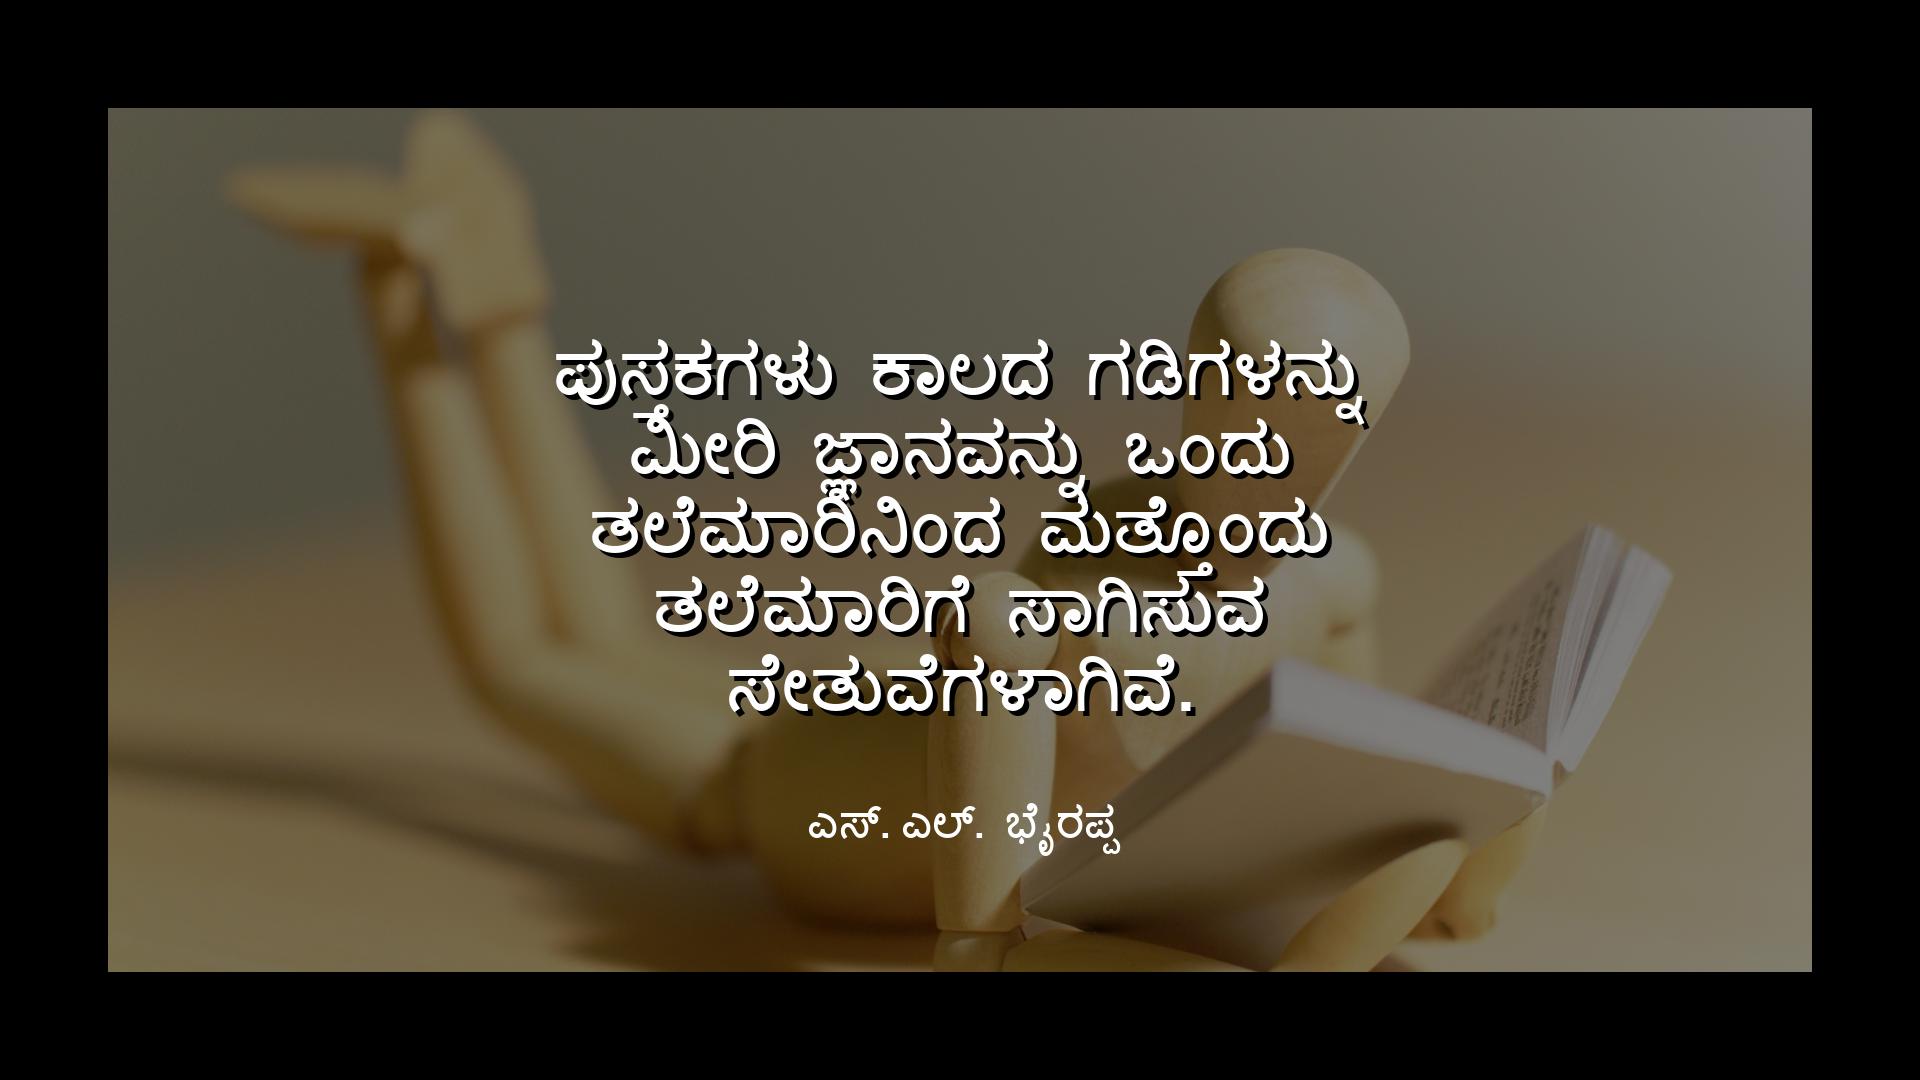 ಪುಸ್ತಕಗಳು ಕಾಲದ ಗಡಿಗಳನ್ನು
ಮೀರಿ ಜ್ಞಾನವನ್ನು ಒಂದು
ತಲೆಮಾರಿನಿಂದ ಮತ್ತೊಂದು
ತಲೆಮಾರಿಗೆ ಸಾಗಿಸುವ
ಸೇತುವೆಗಳಾಗಿವೆ.
ಎಸ್. ಎಲ್. ಭೈರಪ್ಪ